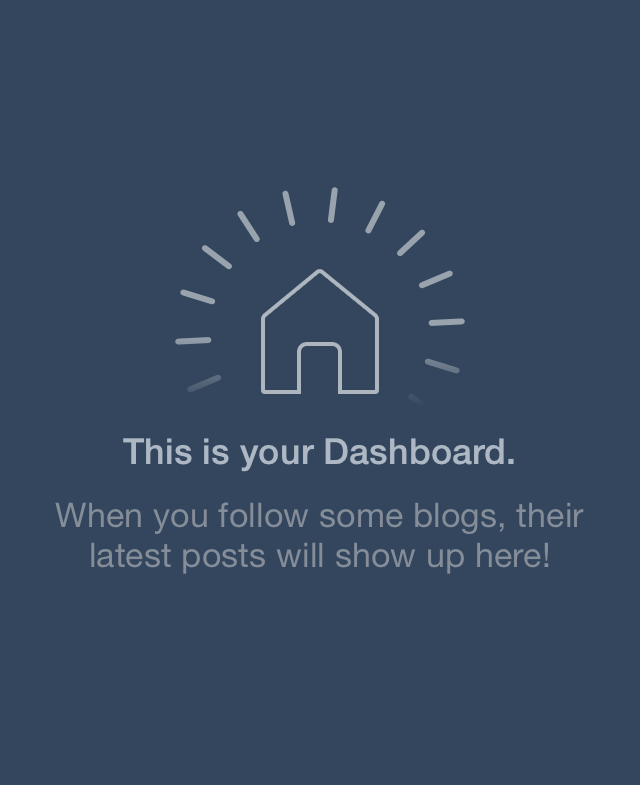 This is your Dashboard.
When you follow some blogs, their
latest posts will show up here!